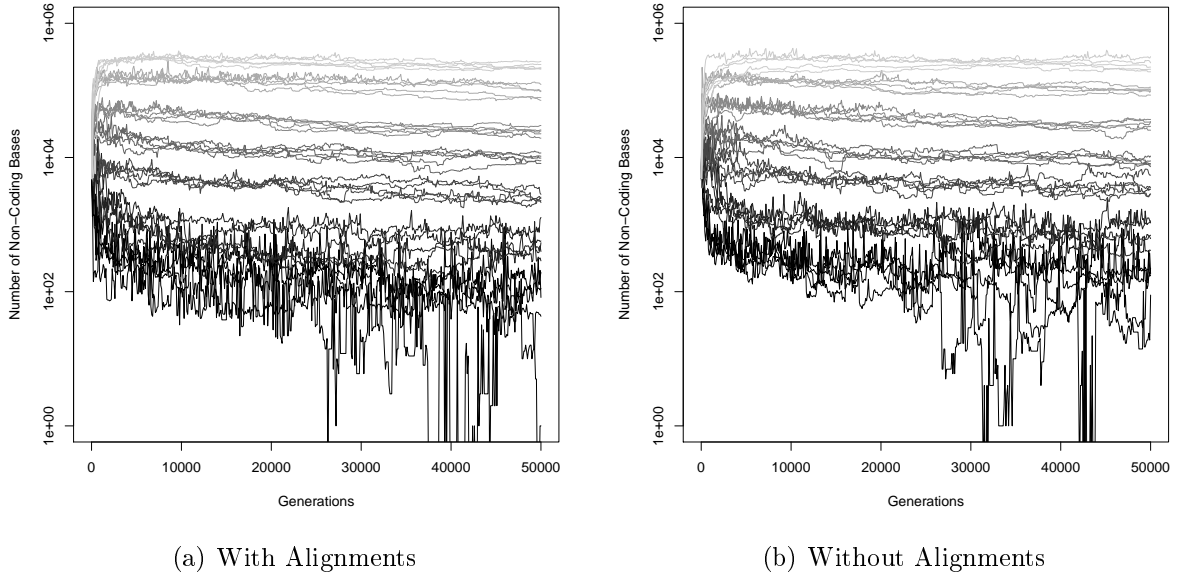 1e+06
1e+04
1e+02
1e+00
Number of Non−Coding Bases
0 10000 20000 30000 40000 50000
Generations
(a) With Alignments
1e+06
1e+04
1e+02
1e+00
Number of Non−Coding Bases
0 10000 20000 30000 40000 50000
Generations
(b) Without Alignments